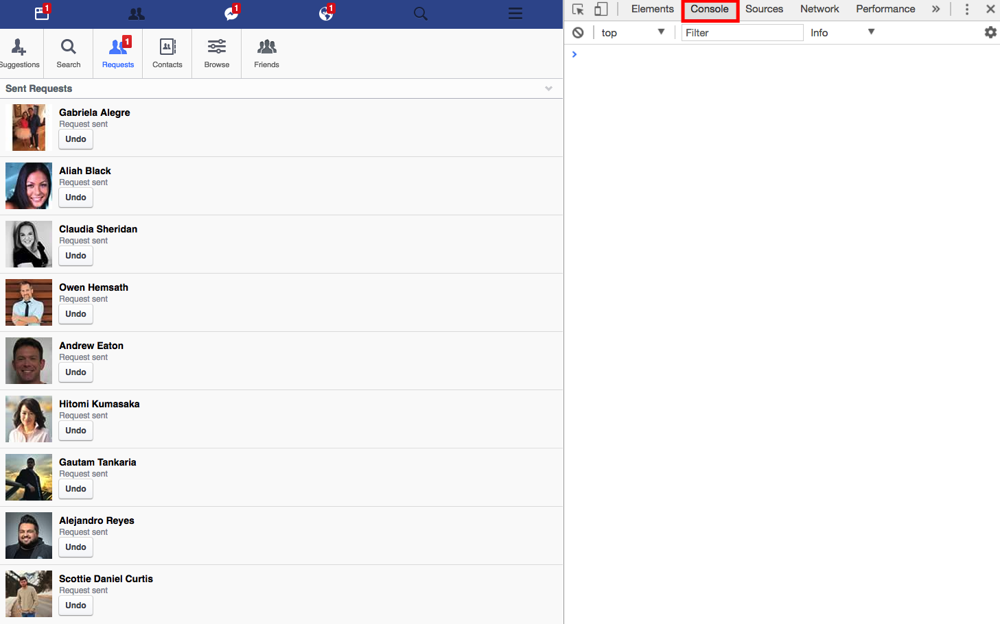 1
1
1
Elements Console Sources Network Performance »
top Filter Info
uggestions Search Requests 1 Contacts Browse Friends
Sent Requests
Gabriela Alegre
Request sent
Undo
Aliah Black
Request sent
Undo
Claudia Sheridan
Request sent
Undo
Owen Hemsath
Request sent
Undo
Andrew Eaton
Request sent
Undo
Hitomi Kumasaka
Request sent
Undo
Gautam Tankaria
Request sent
Undo
Alejandro Reyes
Request sent
Undo
Scottie Daniel Curtis
Request sent
Undo